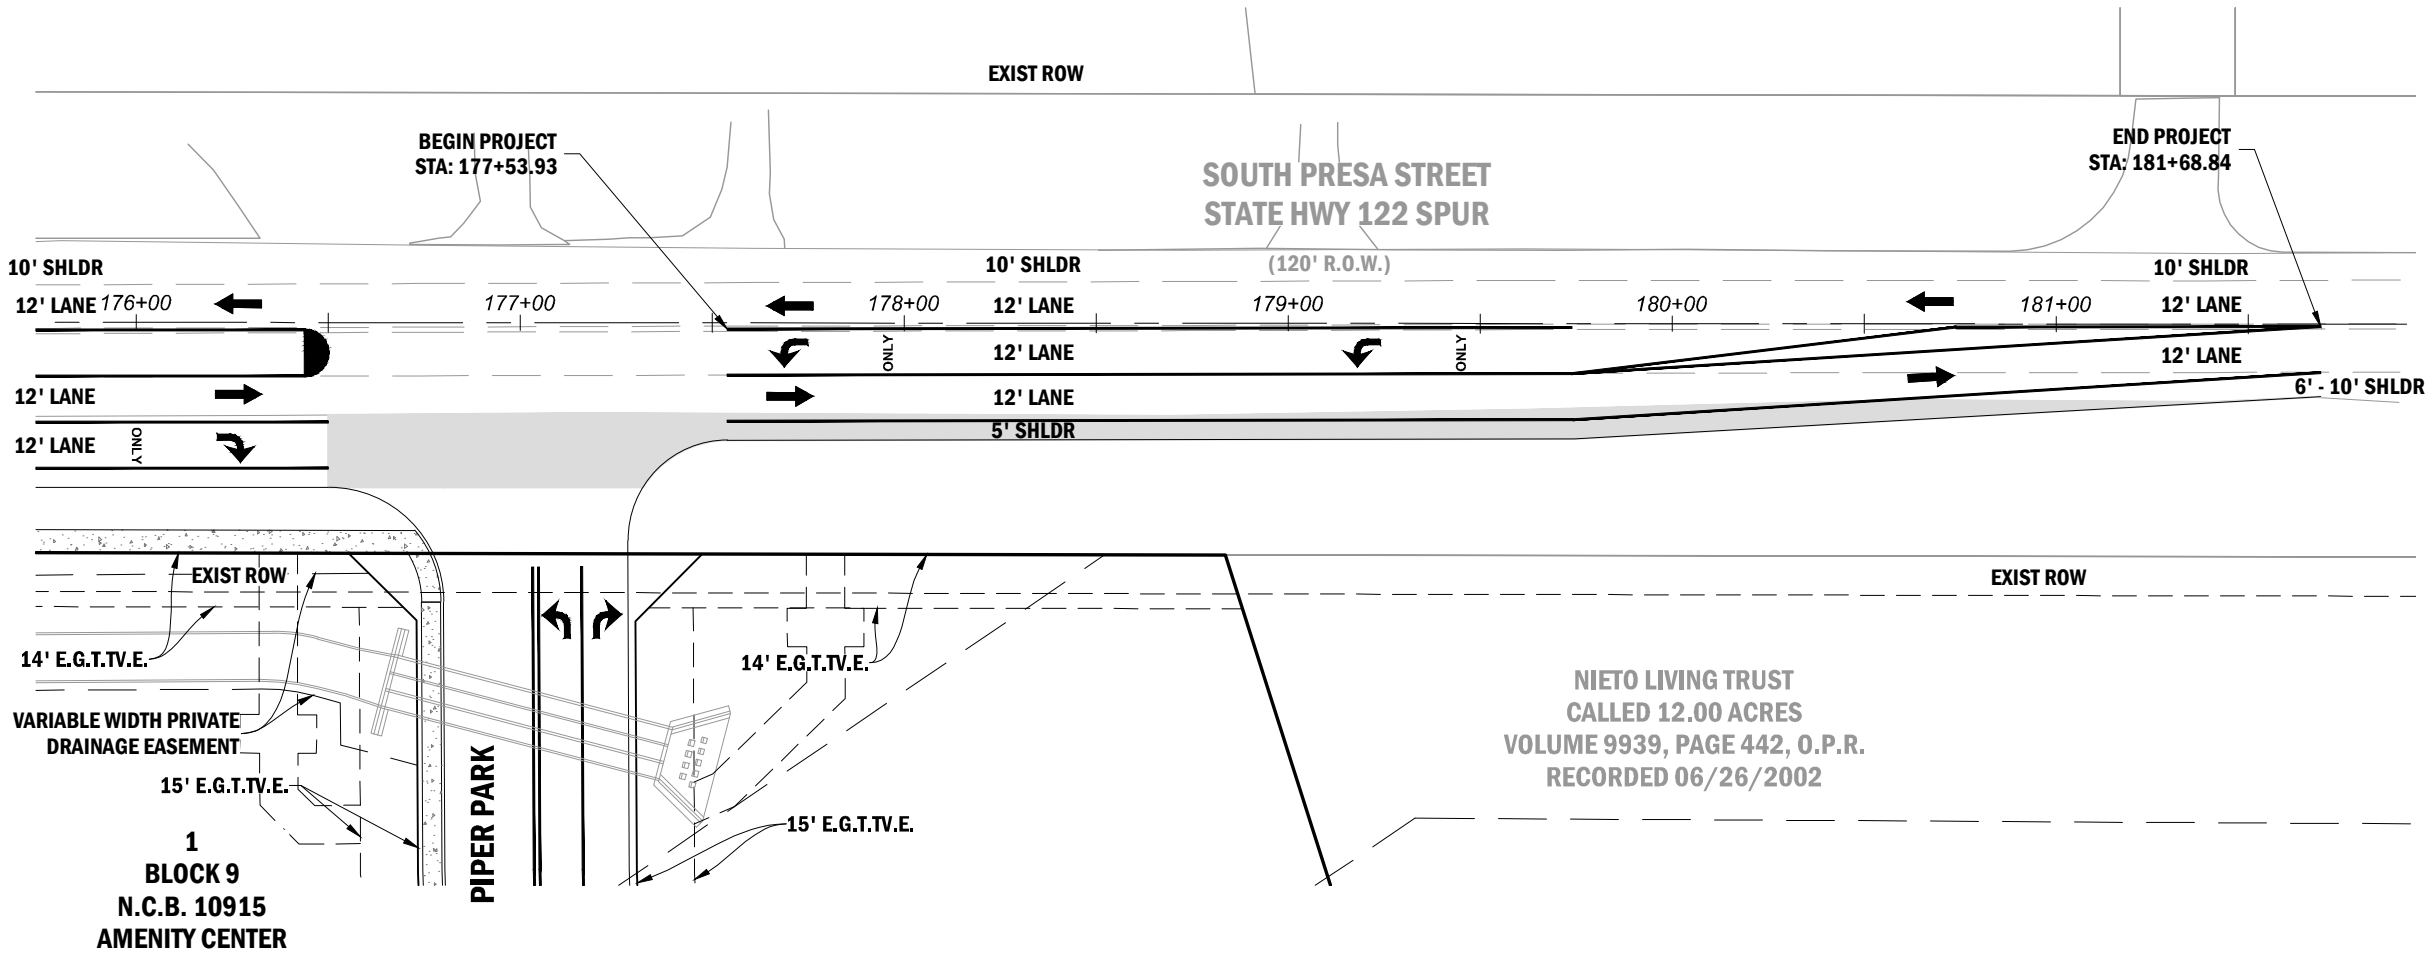 EXIST ROW
BEGIN PROJECT
STA: 177+53.93
END PROJECT
STA: 181+68.84
SOUTH PRESA STREET
STATE HWY 122 SPUR
(120' R.O.W.)
10' SHLDR
10' SHLDR
10' SHLDR
12' LANE
176+00
177+00
178+00
12' LANE
179+00
180+00
181+00
12' LANE
ONLY
12' LANE
ONLY
12' LANE
12' LANE
12' LANE
6' - 10' SHLDR
12' LANE
ONLY
5' SHLDR
EXIST ROW
EXIST ROW
14' E.G.T.TV.E.
14' E.G.T.TV.E.
VARIABLE WIDTH PRIVATE
DRAINAGE EASEMENT
15' E.G.T.TV.E.
15' E.G.T.TV.E.
PIPER PARK
NIETO LIVING TRUST
CALLED 12.00 ACRES
VOLUME 9939, PAGE 442, O.P.R.
RECORDED 06/26/2002
1
BLOCK 9
N.C.B. 10915
AMENITY CENTER